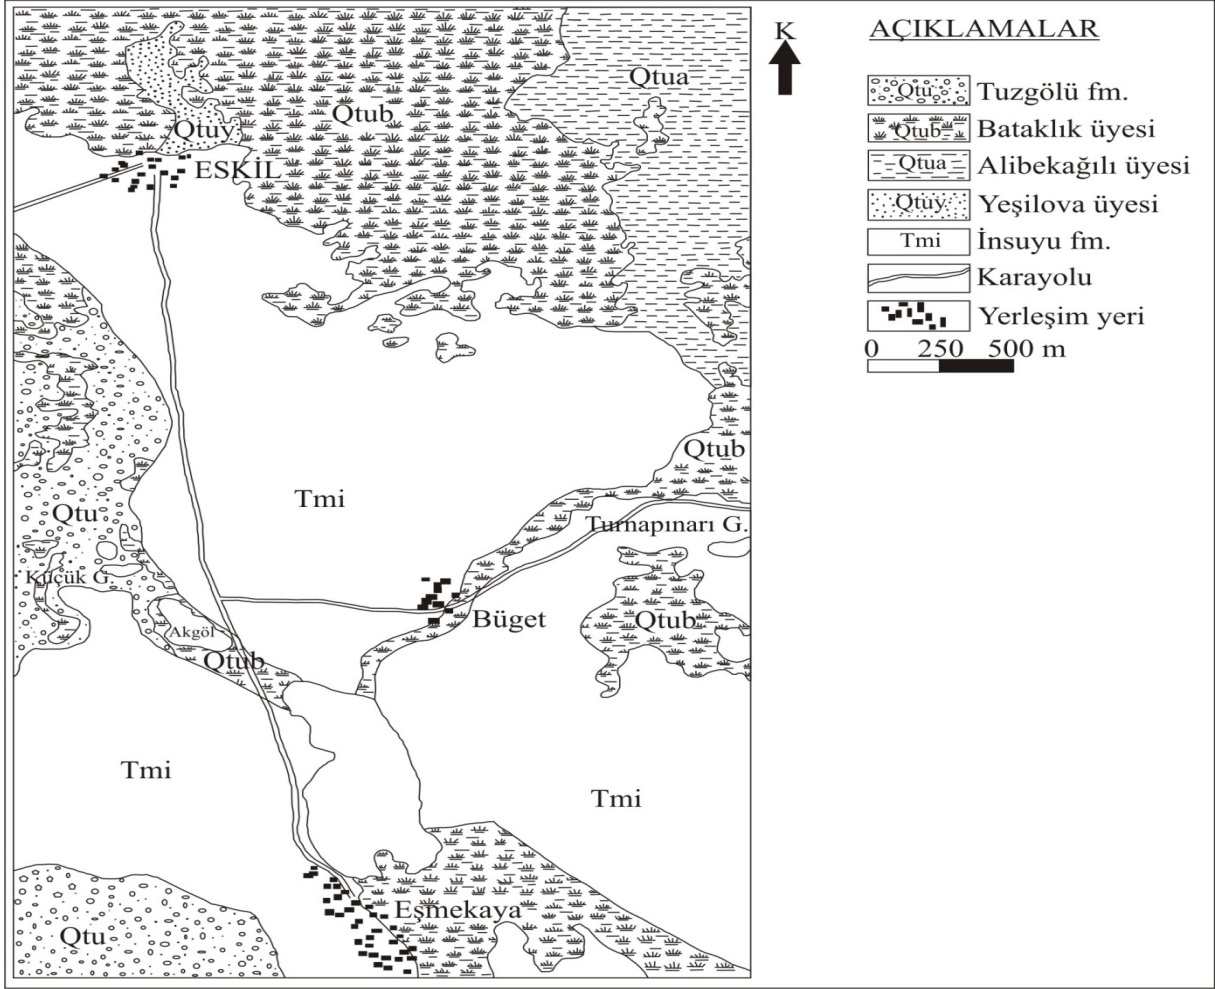 K
AÇIKLAMALAR
Qtu Tuzgölü fm.
Qtub Bataklık üyesi
Qtua Alibekağılı üyesi
Qtuy Yeşilova üyesi
Tmi İnsuyu fm.
Karayolu
Yerleşim yeri
0 250 500 m
Qtua
Qtub
Qtuy
ESKİL
Qtub
Tmi
Qtu
Turnapınarı G.
Küçük G.
Büget
Qtub
Akgöl
Qtub
Tmi
Tmi
Eşmekaya
Qtu